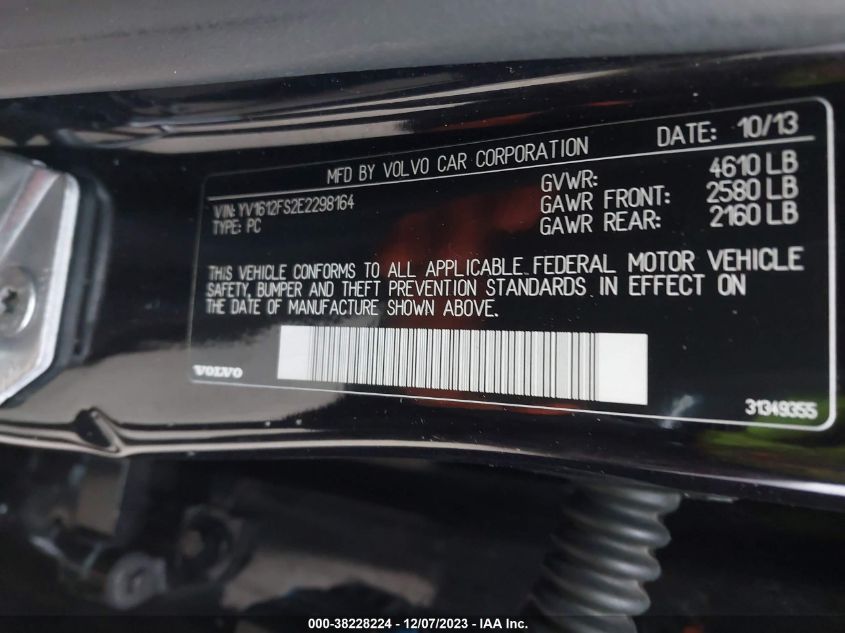 MFD BY VOLVO CAR CORPORATION DATE: 10/13
VIN: YV1612FS2E2298164
TYPE: PC
GVWR: 4610 LB
GAWR FRONT: 2580 LB
GAWR REAR: 2160 LB
THIS VEHICLE CONFORMS TO ALL APPLICABLE FEDERAL MOTOR VEHICLE
SAFETY, BUMPER AND THEFT PREVENTION STANDARDS IN EFFECT ON
THE DATE OF MANUFACTURE SHOWN ABOVE.
VOLVO
31349355
000-38228224 - 12/07/2023 - IAA Inc.